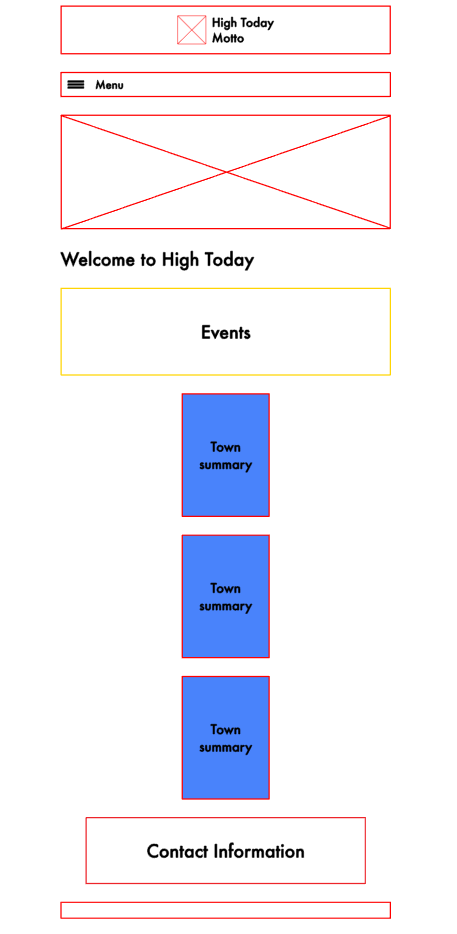 High Today
Motto
Menu
Welcome to High Today
Events
Town
summary
Town
summary
Town
summary
Contact Information